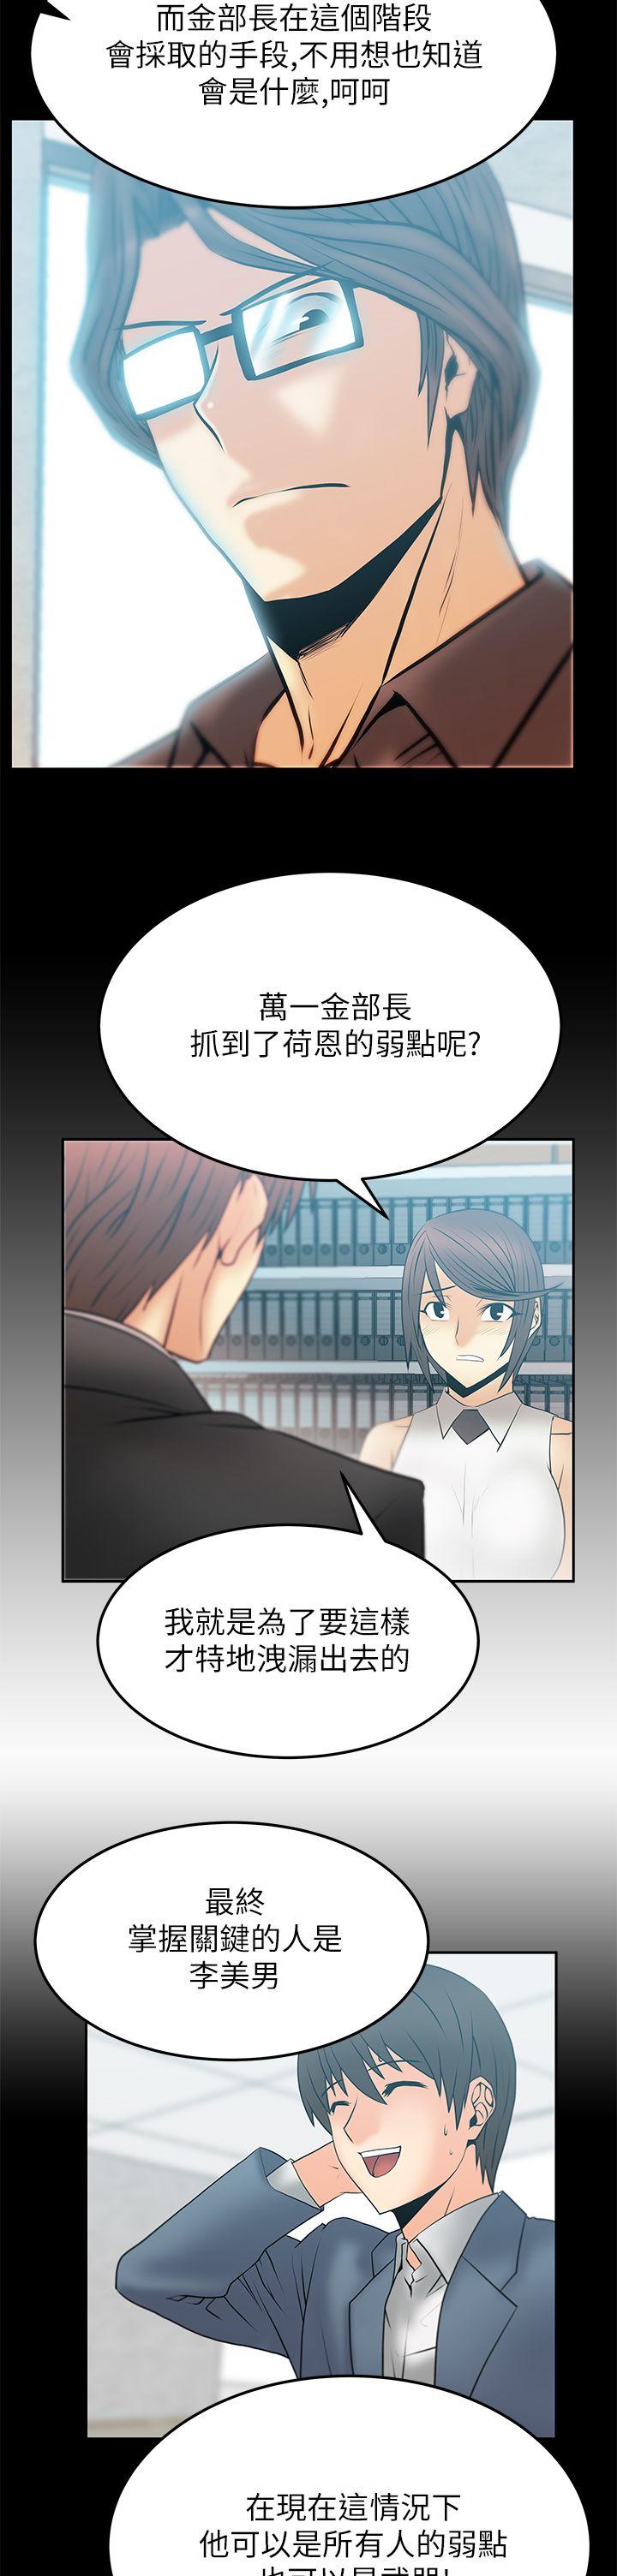 而金部長在這個階段
會採取的手段,不用想也知道
會是什麼,呵呵
萬一金部長
抓到了荷恩的弱點呢?
我就是為了要這樣
才特地洩漏出去的
最終
掌握關鍵的人是
李美男
在現在這情況下
他可以是所有人的弱點